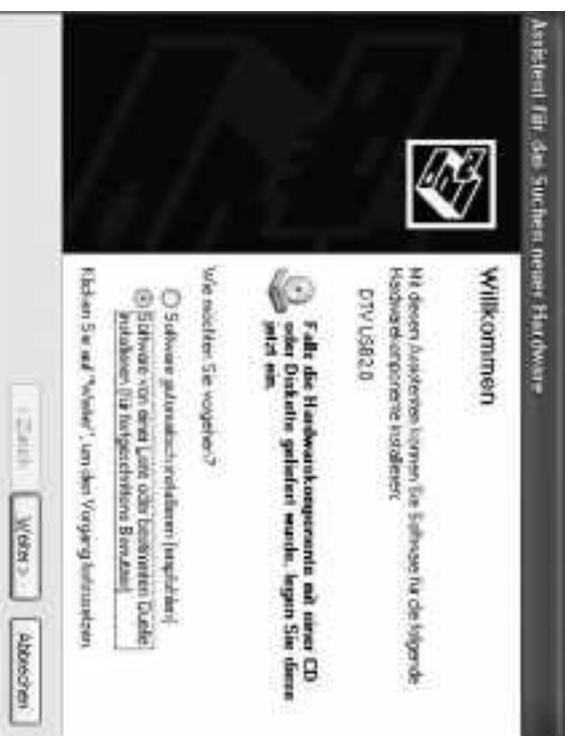 Assistent für das Suchen neuer Hardware
Willkommen
Mit diesem Assistenten können Sie Software für die folgende
Hardwarekomponente installieren:
DTV USB2.0
Falls die Hardwarekomponente mit einer CD
oder Diskette geliefert wurde, legen Sie diese
jetzt ein.
Wie möchten Sie vorgehen?
Software automatisch installieren (empfohlen)
Software von einer Liste oder bestimmten Quelle
installieren (für fortgeschrittene Benutzer)
Klicken Sie auf "Weiter", um den Vorgang fortzusetzen.
< Zurück
Weiter >
Abbrechen